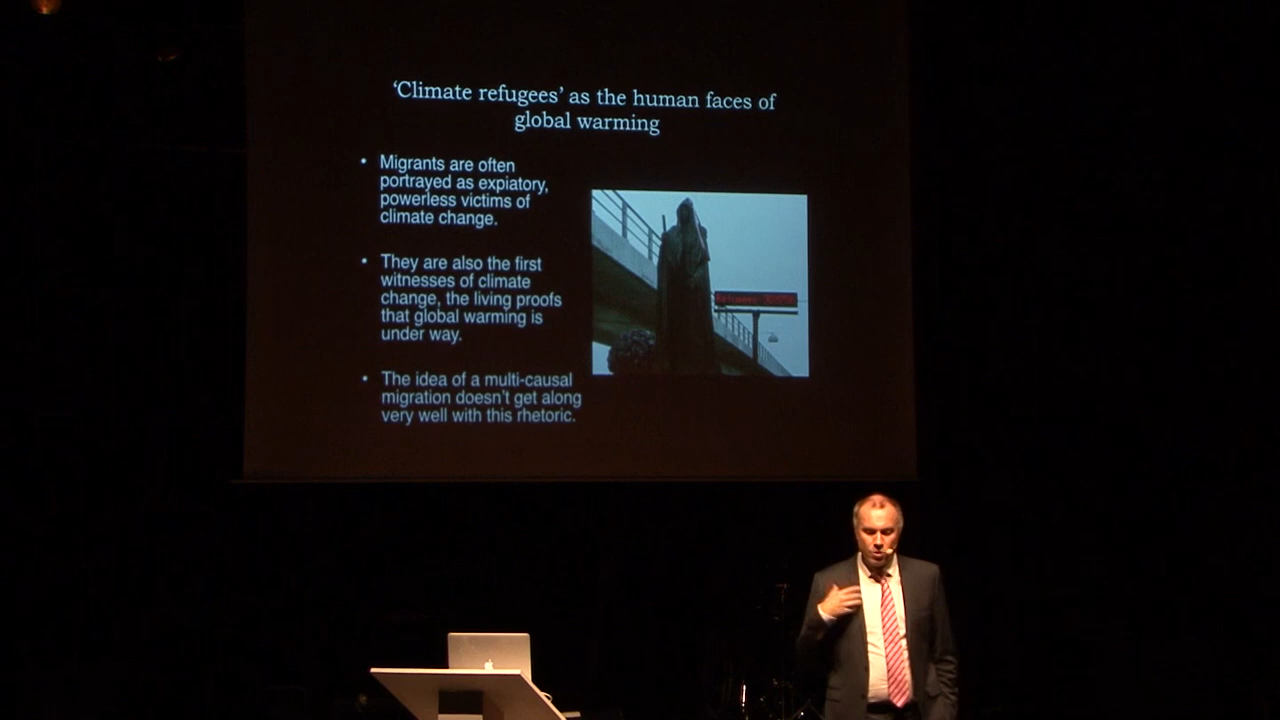 ‘Climate refugees’ as the human faces of
global warming
• Migrants are often
portrayed as expiatory,
powerless victims of
climate change.
• They are also the first
witnesses of climate
change, the living proofs
that global warming is
under way.
• The idea of a multi-causal
migration doesn't get along
very well with this rhetoric.